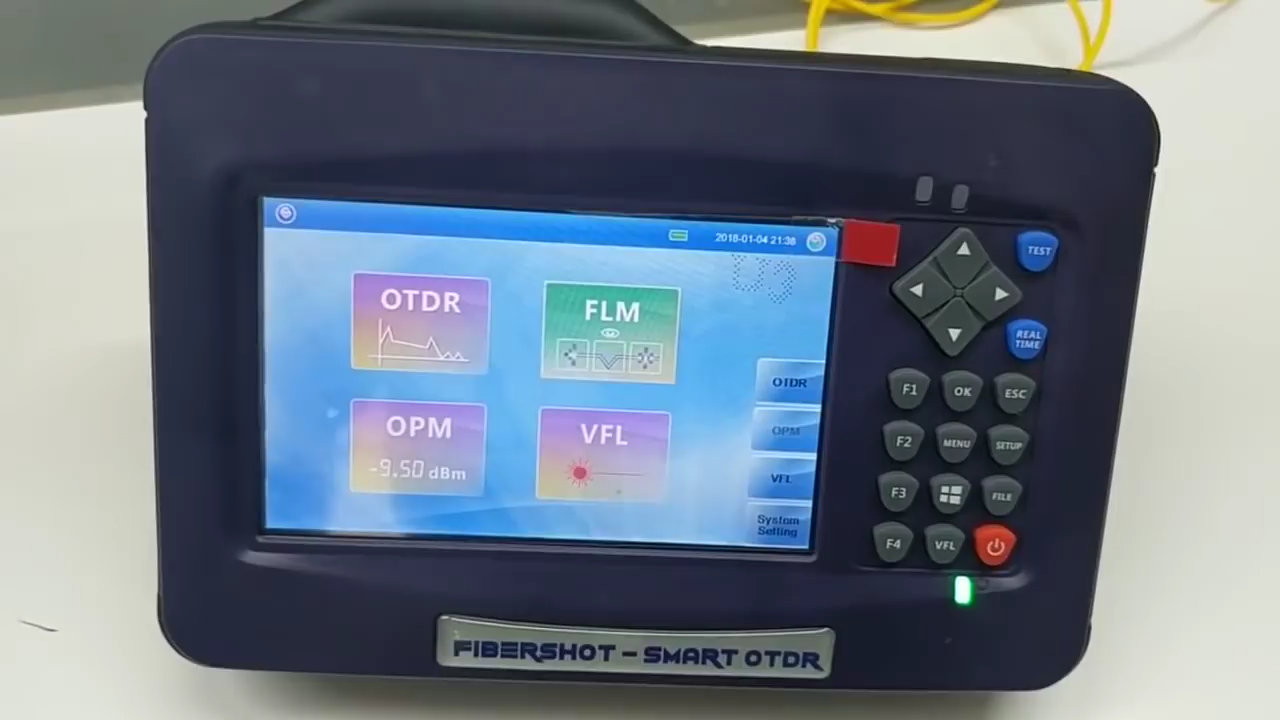 2018-01-04 21:38
U3
OTDR
FLM
OPM
-9.50 dBm
VFL
OTDR
OPM
VFL
System
Setting
TEST
REAL
TIME
F1
OK
ESC
F2
MENU
SETUP
F3
FILE
F4
VFL
FIBERSHOT - SMART OTDR